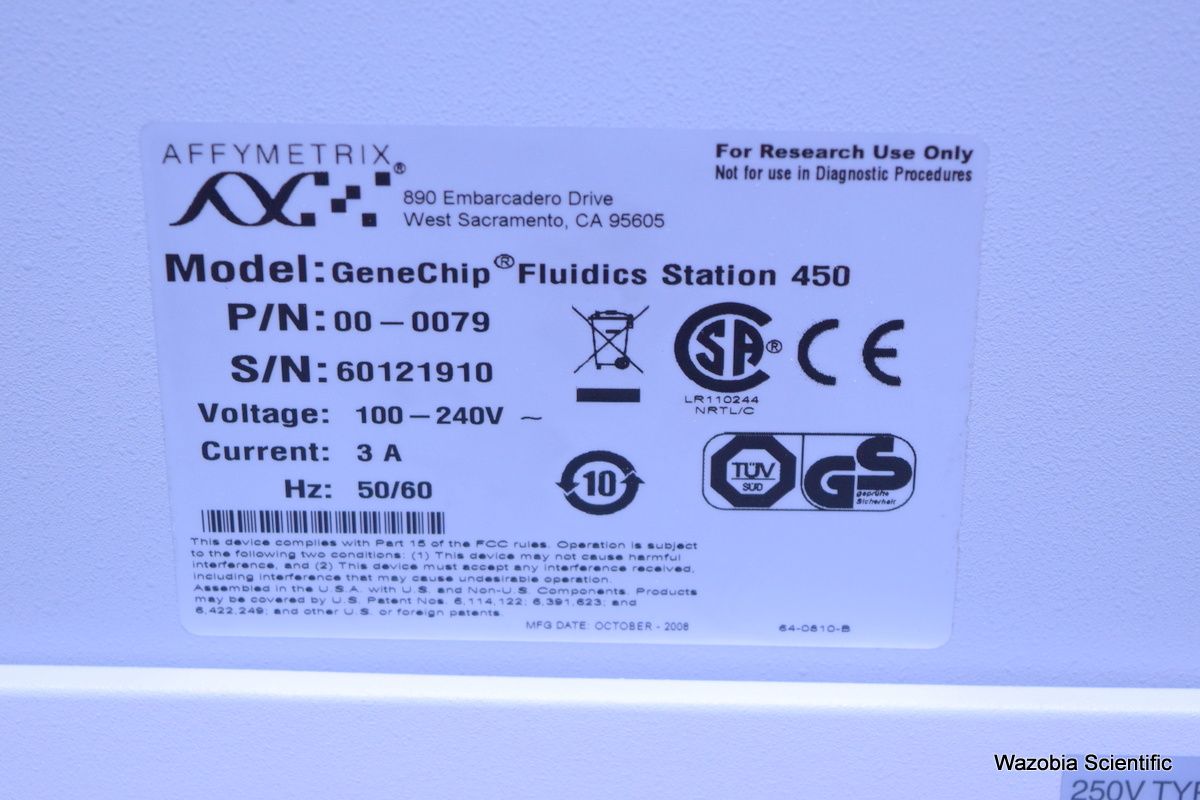 AFFYMETRIX®
890 Embarcadero Drive
West Sacramento, CA 95605
For Research Use Only
Not for use in Diagnostic Procedures
Model: GeneChip® Fluidics Station 450
P/N: 00-0079
S/N: 60121910
Voltage: 100-240V ~
Current: 3 A
Hz: 50/60
SA ®
LR110244
NRTL/C
CE
10
TÜV
SÜD
GS
geprüfte
Sicherheit
This device complies with Part 15 of the FCC rules. Operation is subject
to the following two conditions: (1) This device may not cause harmful
interference, and (2) This device must accept any interference received,
including interference that may cause undesirable operation.
Assembled in the U.S.A. with U.S. and Non-U.S. Components. Products
may be covered by U.S. Patent Nos. 6,114,122; 6,391,623; and
6,422,249; and other U.S. or foreign patents.
MFG DATE: OCTOBER - 2008
64-0810-B
Wazobia Scientific
250V TYP